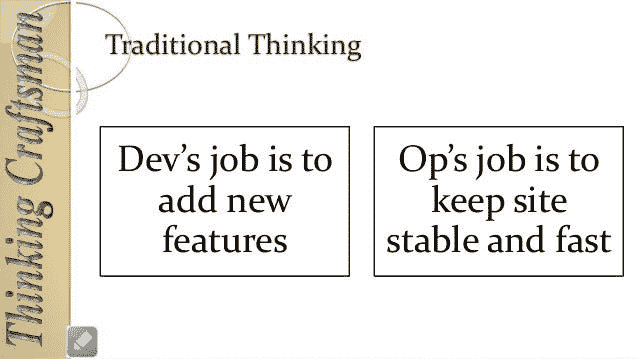 Thinking Craftsman
Traditional Thinking
Dev's job is to
add new
features
Op's job is to
keep site
stable and fast